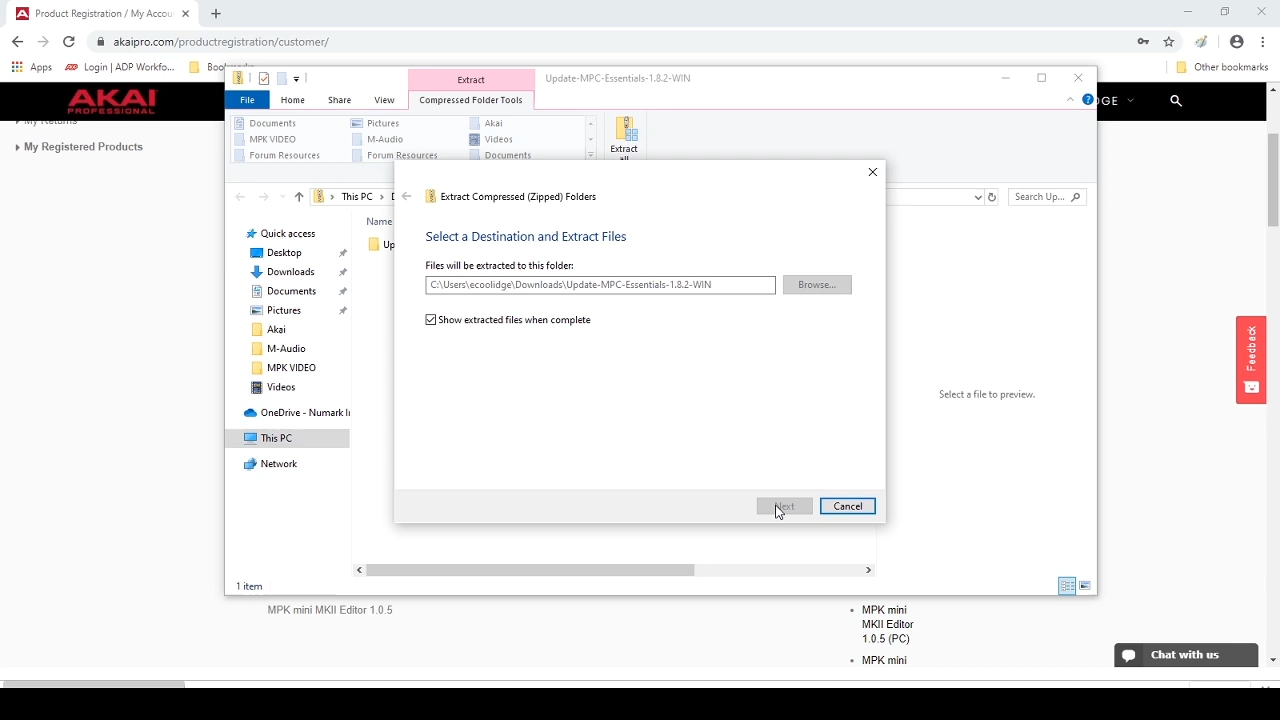 Product Registration / My Accou
akaipro.com/productregistration/customer/
Apps
Login | ADP Workfo...
Other bookmarks
AKAI
PROFESSIONAL
My Registered Products
Extract
Update-MPC-Essentials-1.8.2-WIN
File
Home
Share
View
Compressed Folder Tools
Documents
Pictures
Akai
MPK VIDEO
M-Audio
Videos
Forum Resources
Forum Resources
Documents
Extract
all
This PC
Search Up...
Name
Up
Quick access
Desktop
Downloads
Documents
Pictures
Akai
M-Audio
MPK VIDEO
Videos
OneDrive - Numark In
This PC
Network
1 item
Extract Compressed (Zipped) Folders
Select a Destination and Extract Files
Files will be extracted to this folder:
C:\Users\ecoolidge\Downloads\Update-MPC-Essentials-1.8.2-WIN
Browse...
Show extracted files when complete
Next
Cancel
Select a file to preview.
Feedback
MPK mini MKII Editor 1.0.5
MPK mini
MKII Editor
1.0.5 (PC)
MPK mini
Chat with us